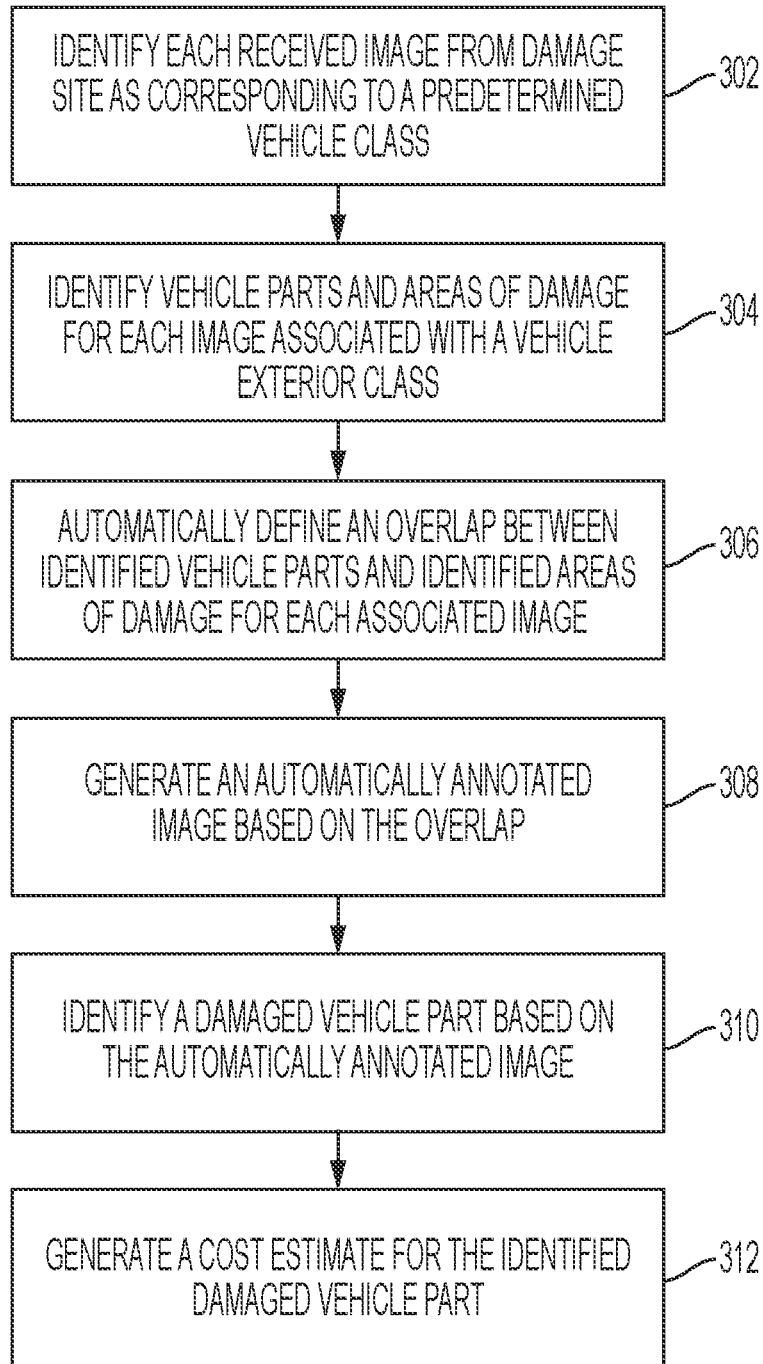 IDENTIFY EACH RECEIVED IMAGE FROM DAMAGE
SITE AS CORRESPONDING TO A PREDETERMINED
VEHICLE CLASS
302
IDENTIFY VEHICLE PARTS AND AREAS OF DAMAGE
FOR EACH IMAGE ASSOCIATED WITH A VEHICLE
EXTERIOR CLASS
304
AUTOMATICALLY DEFINE AN OVERLAP BETWEEN
IDENTIFIED VEHICLE PARTS AND IDENTIFIED AREAS
OF DAMAGE FOR EACH ASSOCIATED IMAGE
306
GENERATE AN AUTOMATICALLY ANNOTATED
IMAGE BASED ON THE OVERLAP
308
IDENTIFY A DAMAGED VEHICLE PART BASED ON
THE AUTOMATICALLY ANNOTATED IMAGE
310
GENERATE A COST ESTIMATE FOR THE IDENTIFIED
DAMAGED VEHICLE PART
312